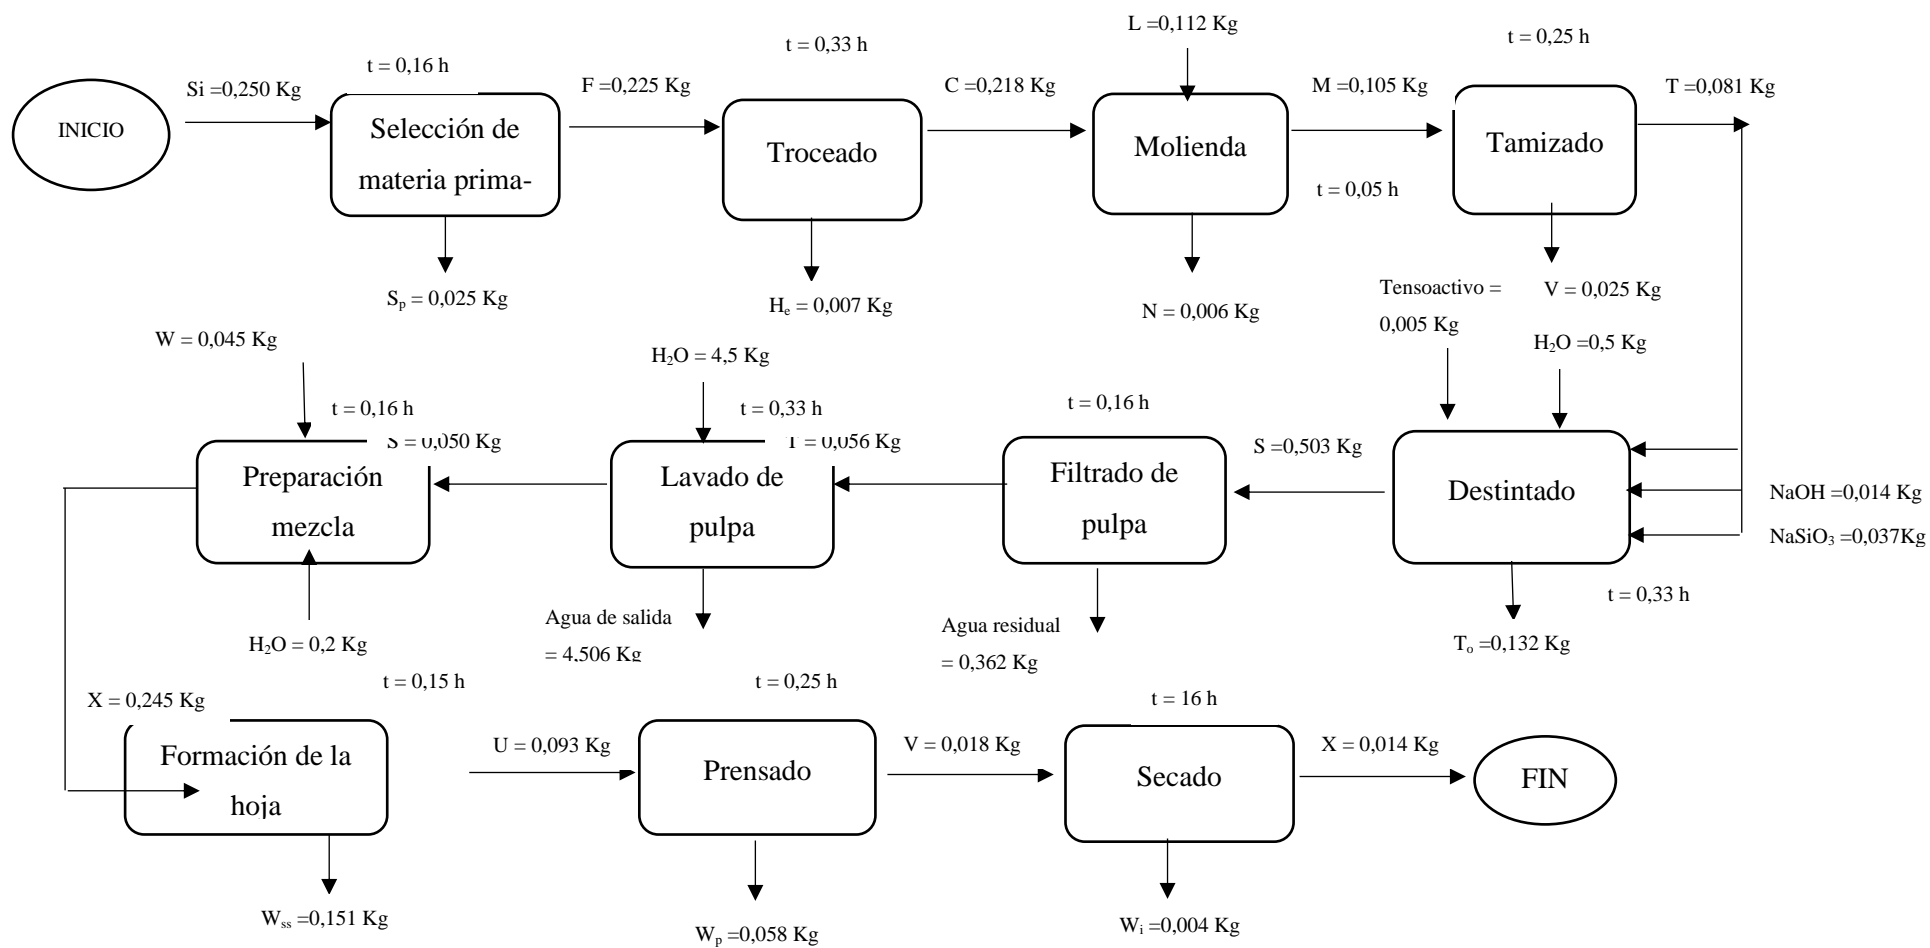 L =0,112 Kg
t = 0,33 h
t = 0,25 h
t = 0,16 h
Si =0,250 Kg
F =0,225 Kg
C =0,218 Kg
M =0,105 Kg
T =0,081 Kg
INICIO
Selección de
materia prima-
Troceado
Molienda
Tamizado
t = 0,05 h
Sp = 0,025 Kg
He = 0,007 Kg
N = 0,006 Kg
V = 0,025 Kg
Tensoactivo =
0,005 Kg
H2O =0,5 Kg
W = 0,045 Kg
H2O = 4,5 Kg
t = 0,16 h
t = 0,33 h
t = 0,16 h
S = 0,050 Kg
= 0,056 Kg
S =0,503 Kg
Preparación
mezcla
Lavado de
pulpa
Filtrado de
pulpa
Destintado
NaOH =0,014 Kg
NaSiO3 =0,037Kg
t = 0,33 h
H2O = 0,2 Kg
Agua de salida
= 4,506 Kg
Agua residual
= 0,362 Kg
To =0,132 Kg
t = 0,15 h
t = 0,25 h
t = 16 h
X = 0,245 Kg
U = 0,093 Kg
V = 0,018 Kg
X = 0,014 Kg
Formación de la
hoja
Prensado
Secado
FIN
Wss =0,151 Kg
Wp =0,058 Kg
Wi =0,004 Kg